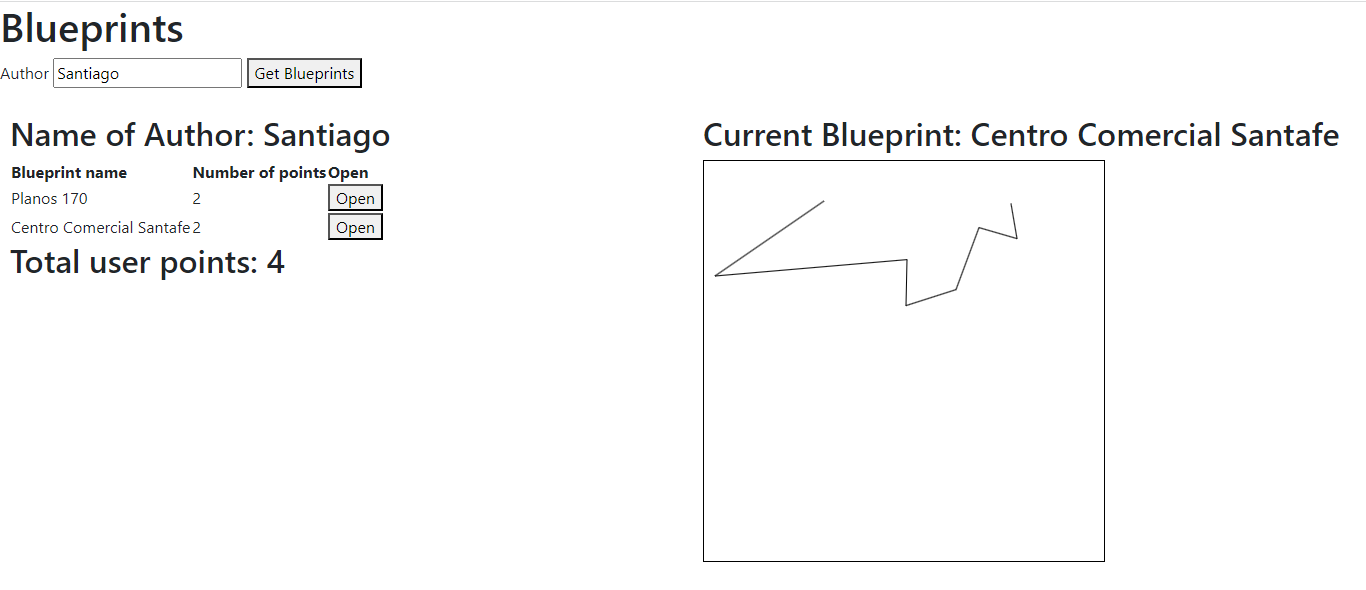 Blueprints
Author Santiago Get Blueprints
Name of Author: Santiago
Blueprint name Number of points Open
Planos 170 2 Open
Centro Comercial Santafe 2 Open
Total user points: 4
Current Blueprint: Centro Comercial Santafe